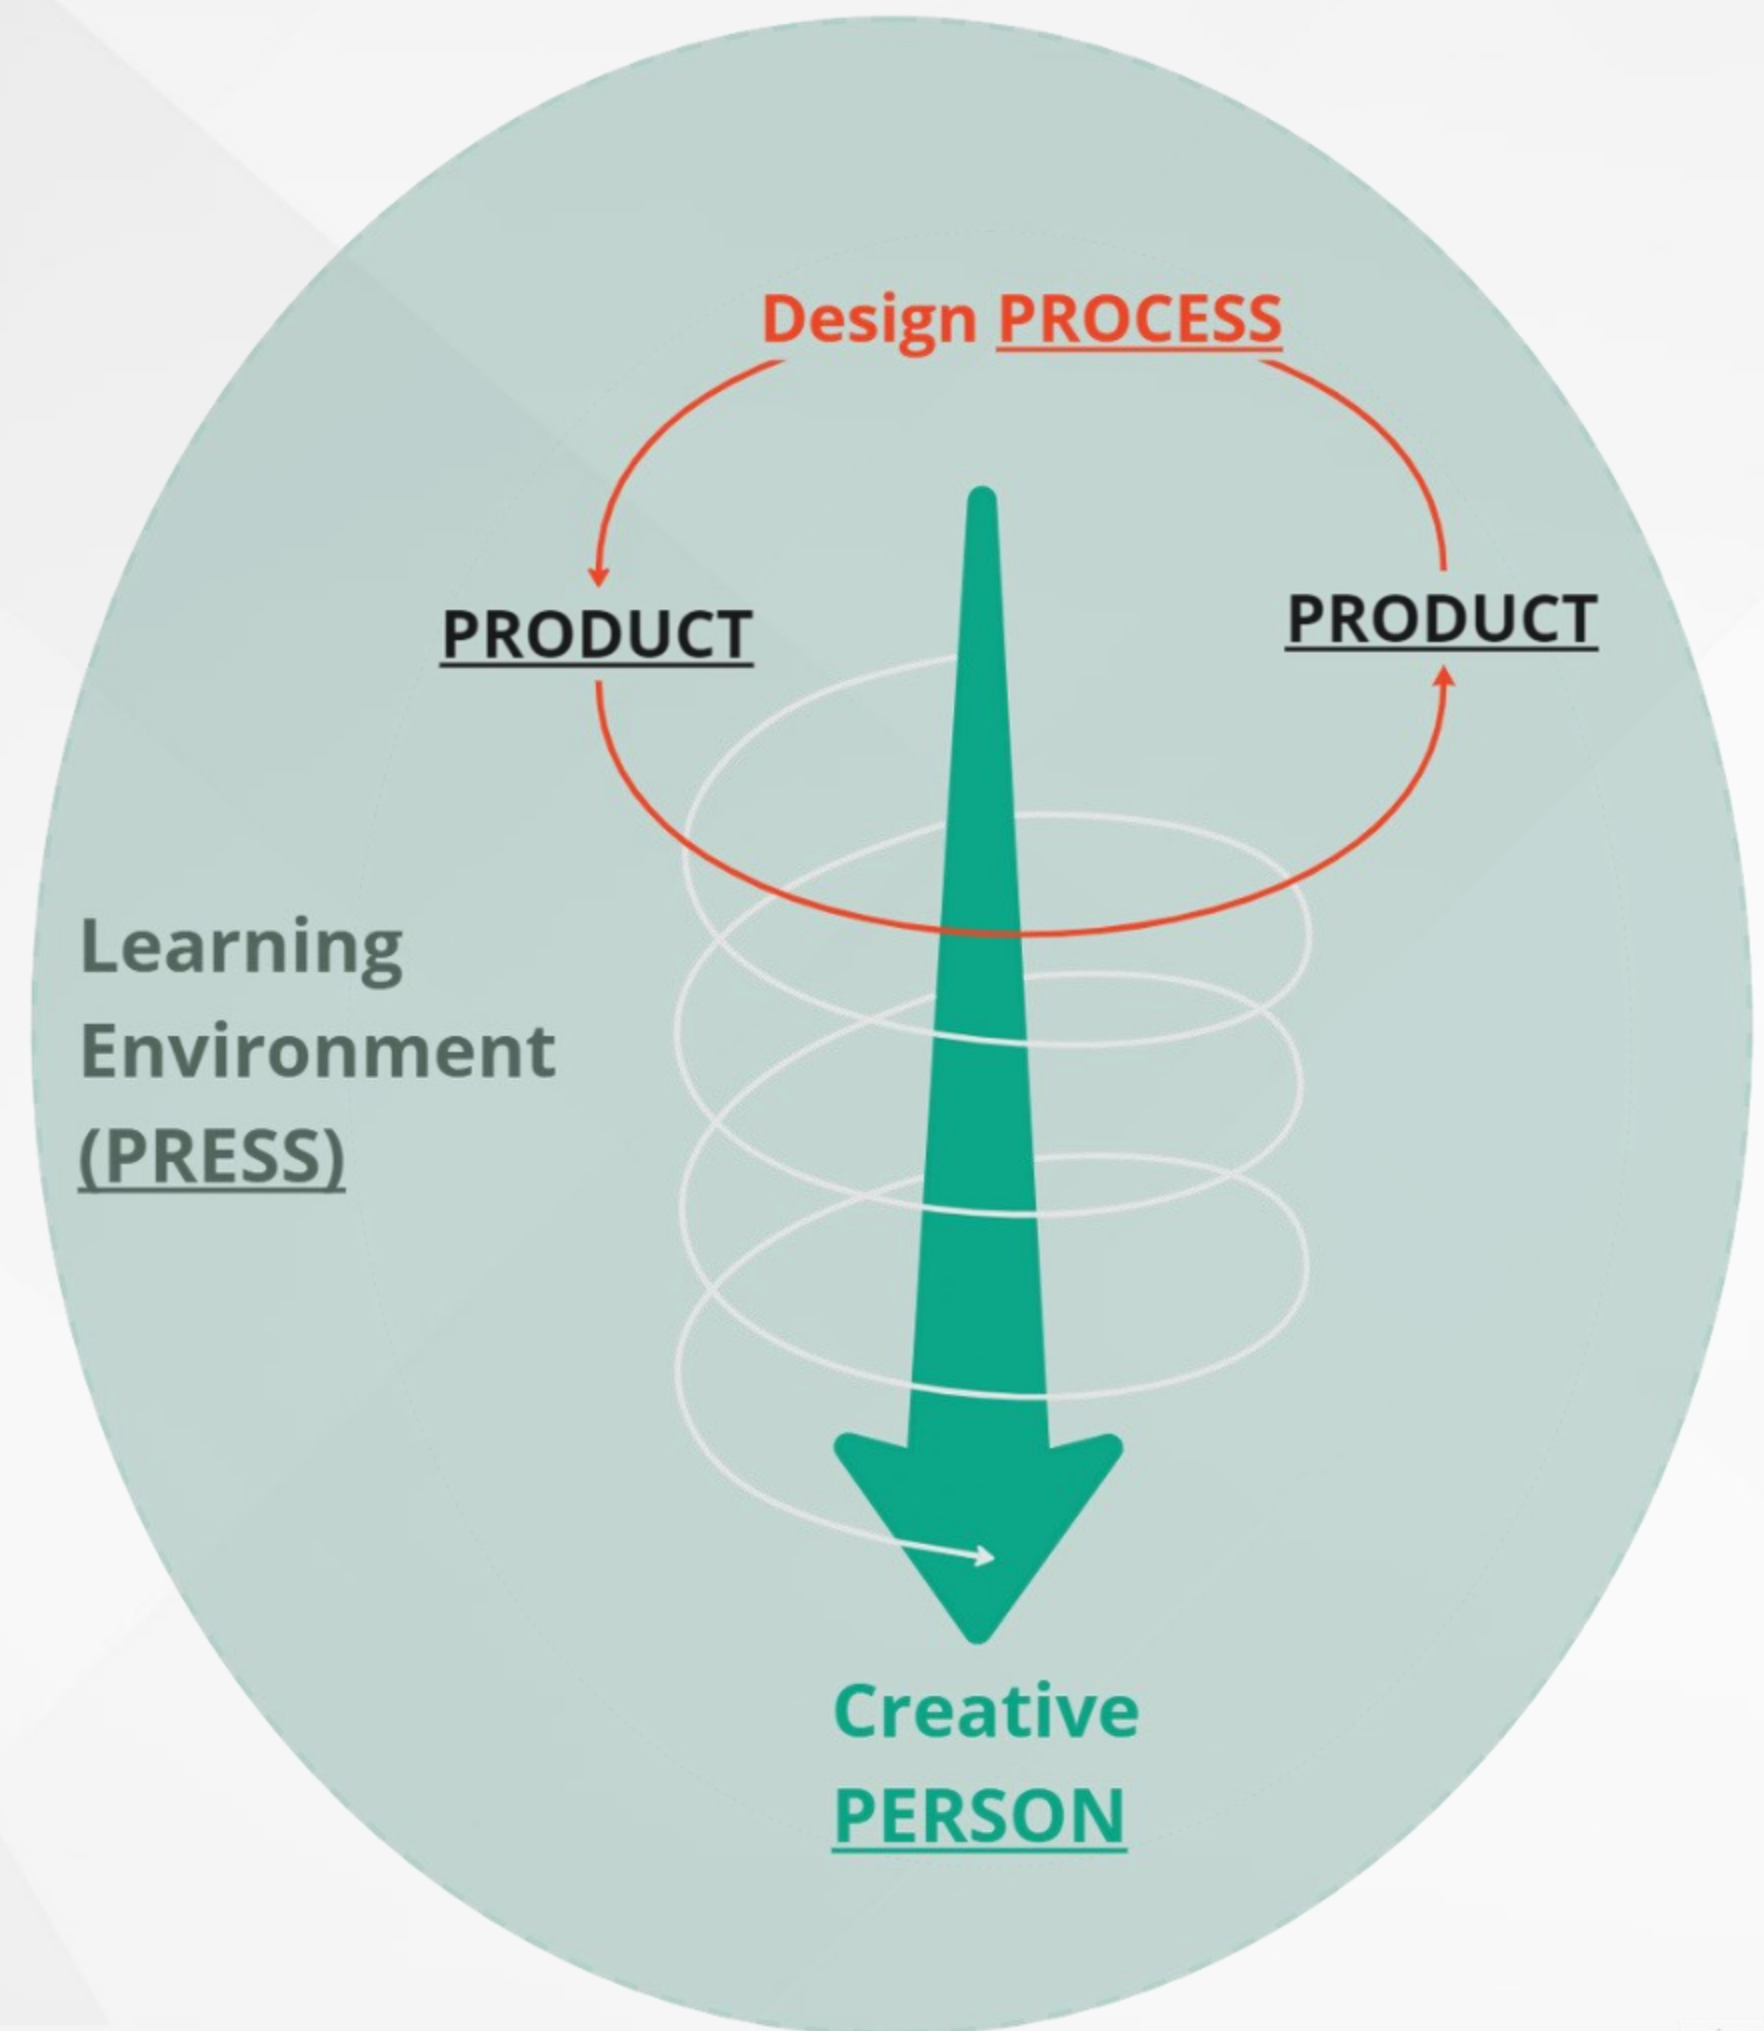 Design PROCESS
PRODUCT
PRODUCT
Learning
Environment
(PRESS)
Creative
PERSON